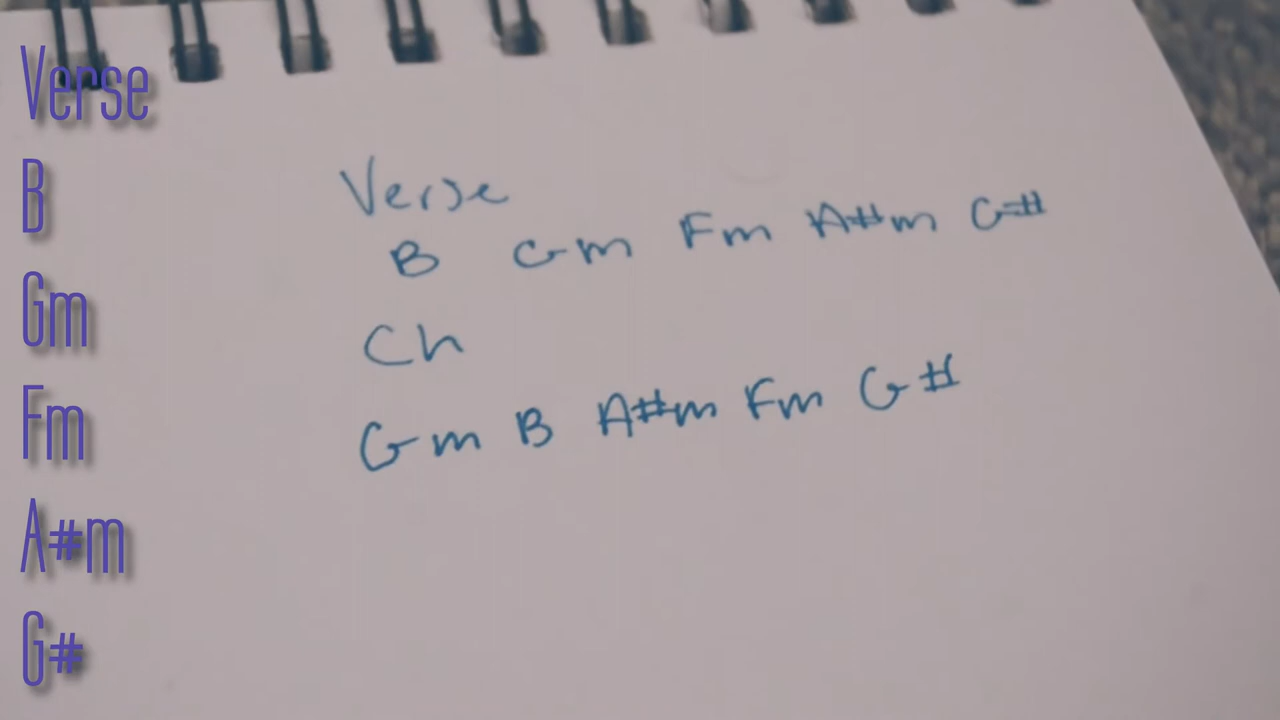 Verse
B
Gm
Fm
A#m
G#
Verse
B Gm Fm A#m G#
Ch
Gm B A#m Fm G#